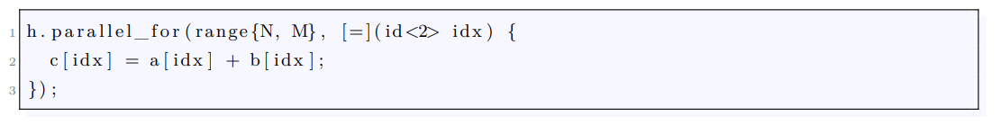 1 h.parallel_for(range{N, M}, [=](id<2> idx) {
2   c[idx] = a[idx] + b[idx];
3 });